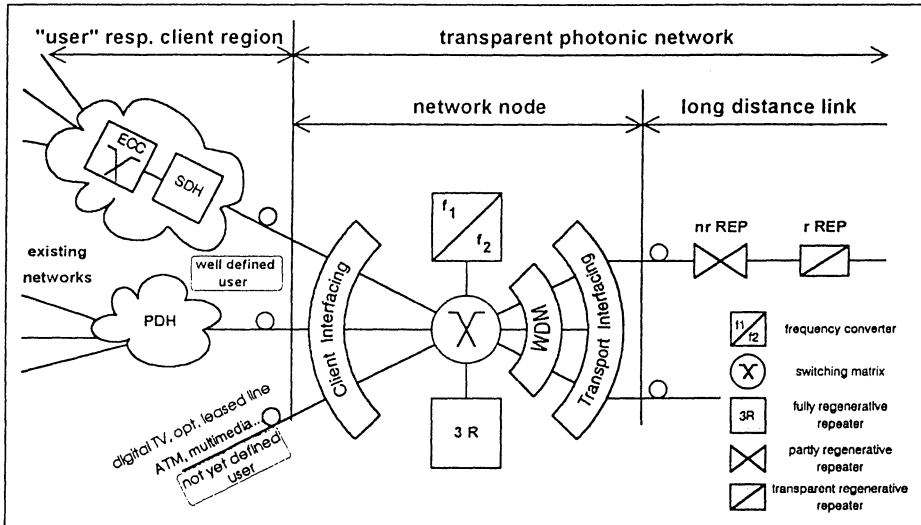 "user" resp. client region
transparent photonic network
network node
long distance link
ECC
SDH
existing
networks
well defined
user
PDH
digital TV, opt. leased line
ATM, multimedia...
not yet defined
user
Client Interfacing
f1
f2
3 R
WDM
Transport Interfacing
nr REP
r REP
f1
f2
frequency converter
switching matrix
3R
fully regenerative
repeater
partly regenerative
repeater
transparent regenerative
repeater